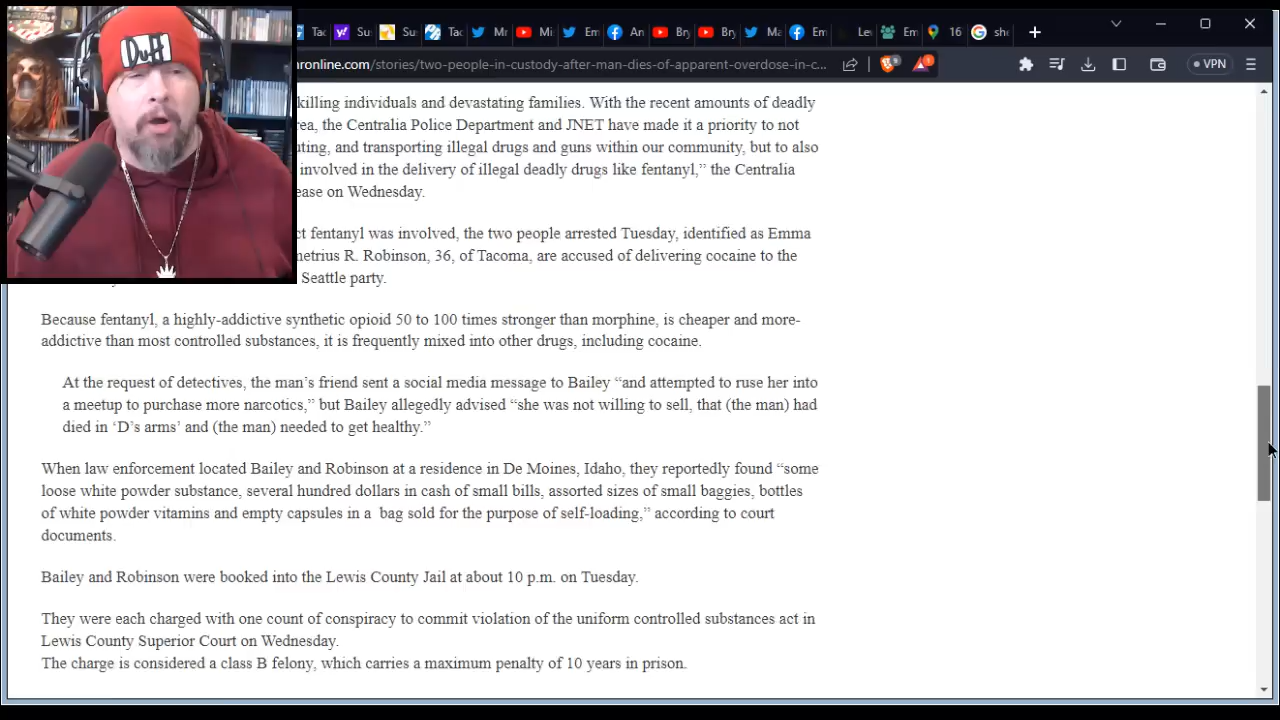 Duff
Tac
Su
Su
Tac
Mr
Mi
Em
An
Bry
Bry
Ma
Em
Le
Em
16
she
ronline.com/stories/two-people-in-custody-after-man-dies-of-apparent-overdose-in-c...
VPN
killing individuals and devastating families. With the recent amounts of deadly
rea, the Centralia Police Department and JNET have made it a priority to not
uting, and transporting illegal drugs and guns within our community, but to also
involved in the delivery of illegal deadly drugs like fentanyl,” the Centralia
ease on Wednesday.
ct fentanyl was involved, the two people arrested Tuesday, identified as Emma
metrius R. Robinson, 36, of Tacoma, are accused of delivering cocaine to the
Seattle party.
Because fentanyl, a highly-addictive synthetic opioid 50 to 100 times stronger than morphine, is cheaper and more-
addictive than most controlled substances, it is frequently mixed into other drugs, including cocaine.
At the request of detectives, the man’s friend sent a social media message to Bailey “and attempted to ruse her into
a meetup to purchase more narcotics,” but Bailey allegedly advised “she was not willing to sell, that (the man) had
died in ‘D’s arms’ and (the man) needed to get healthy.”
When law enforcement located Bailey and Robinson at a residence in De Moines, Idaho, they reportedly found “some
loose white powder substance, several hundred dollars in cash of small bills, assorted sizes of small baggies, bottles
of white powder vitamins and empty capsules in a bag sold for the purpose of self-loading,” according to court
documents.
Bailey and Robinson were booked into the Lewis County Jail at about 10 p.m. on Tuesday.
They were each charged with one count of conspiracy to commit violation of the uniform controlled substances act in
Lewis County Superior Court on Wednesday.
The charge is considered a class B felony, which carries a maximum penalty of 10 years in prison.